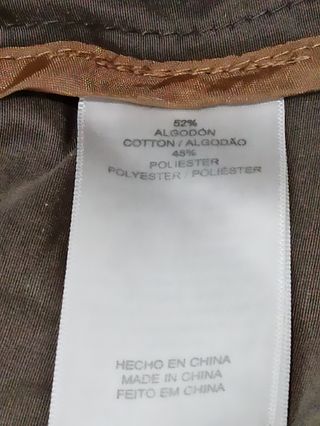 52%
ALGODÓN
COTTON / ALGODÃO
48%
POLIESTER
POLYESTER / POLIÉSTER
HECHO EN CHINA
MADE IN CHINA
FEITO EM CHINA